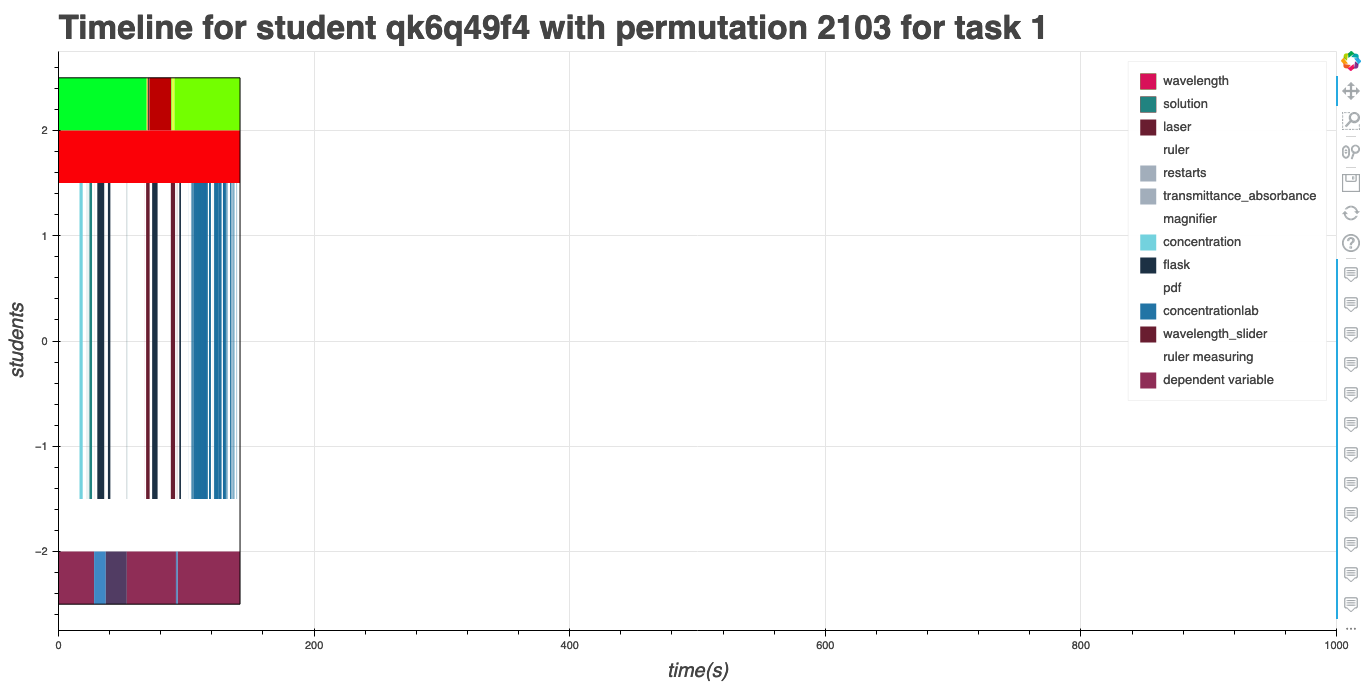 Timeline for student qk6q49f4 with permutation 2103 for task 1
wavelength
solution
laser
ruler
restarts
transmittance_absorbance
magnifier
concentration
flask
pdf
concentrationlab
wavelength_slider
ruler measuring
dependent variable
students
2
1
0
−1
−2
0 200 400 600 800 1000
time(s)